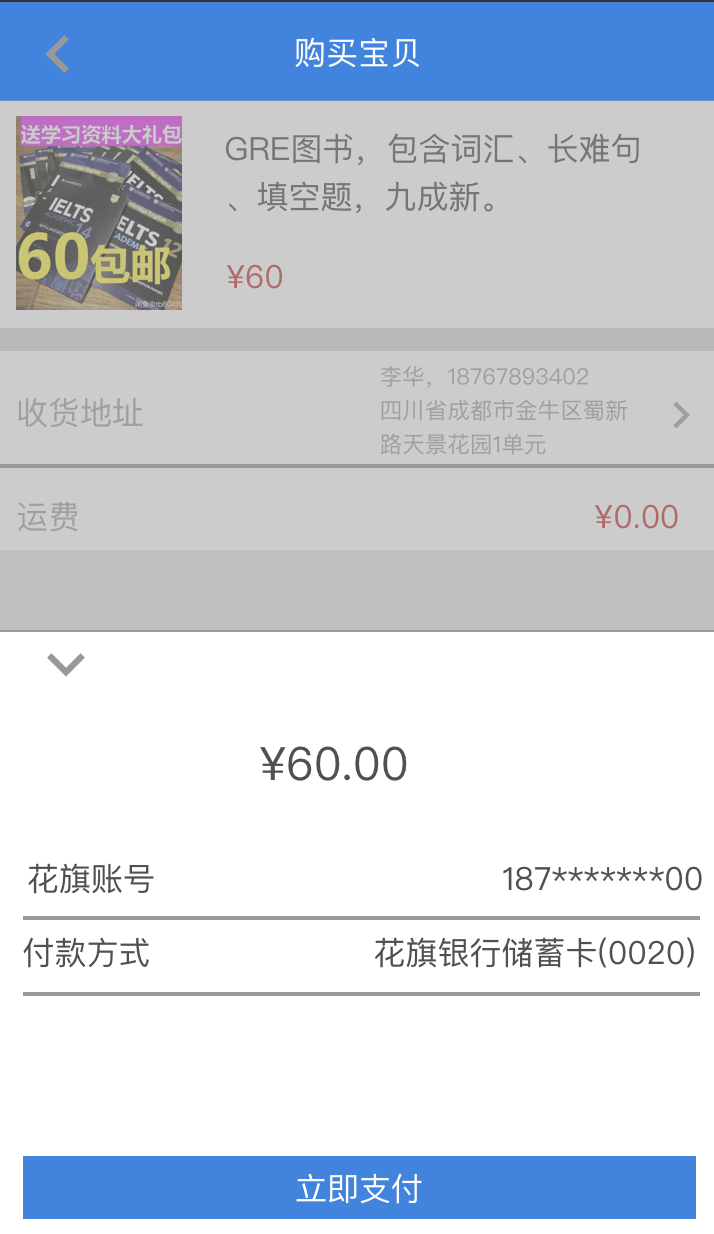 购买宝贝
送学习资料大礼包
IELTS
14
IELTS
12
60包邮
GRE图书，包含词汇、长难句
、填空题，九成新。
¥60
收货地址
李华，18767893402
四川省成都市金牛区蜀新
路天景花园1单元
运费
¥0.00
¥60.00
花旗账号
187*******00
付款方式
花旗银行储蓄卡(0020)
立即支付